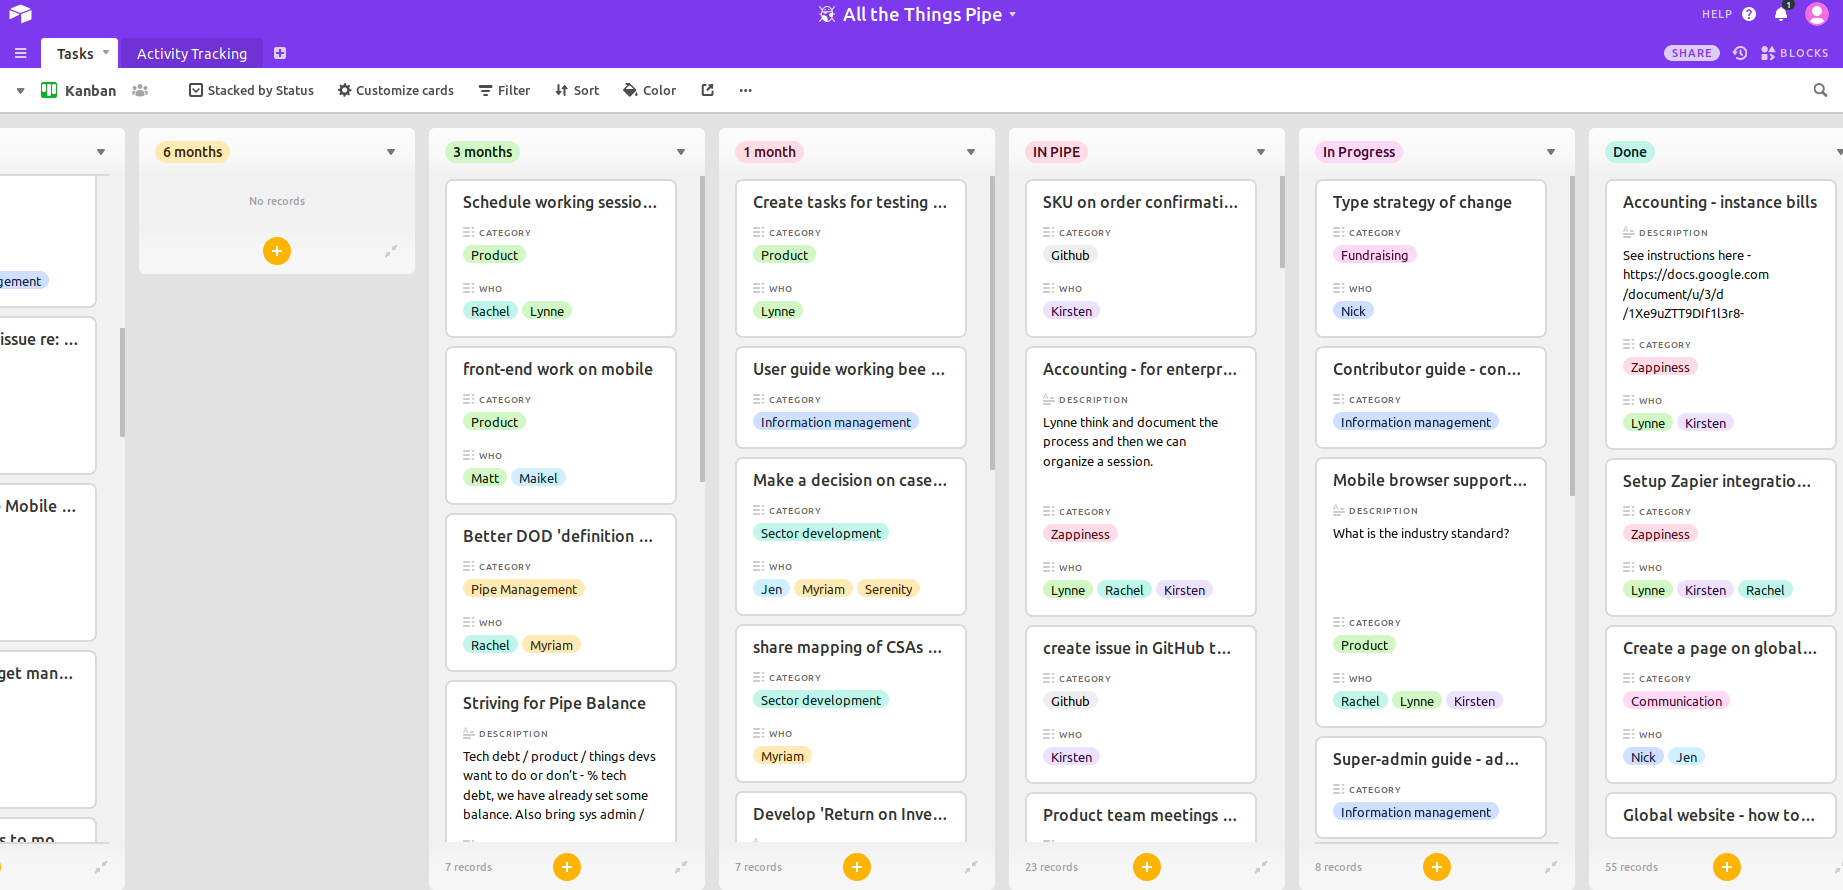 All the Things Pipe
HELP
1
Tasks
Activity Tracking
SHARE
BLOCKS
Kanban
Stacked by Status
Customize cards
Filter
Sort
Color
gement
issue re: ...
Mobile ...
get man...
s to mo
6 months
No records
3 months
Schedule working sessio...
CATEGORY
Product
WHO
Rachel Lynne
front-end work on mobile
CATEGORY
Product
WHO
Matt Maikel
Better DOD 'definition ...
CATEGORY
Pipe Management
WHO
Rachel Myriam
Striving for Pipe Balance
DESCRIPTION
Tech debt / product / things devs
want to do or don't - % tech
debt, we have already set some
balance. Also bring sys admin /
7 records
1 month
Create tasks for testing ...
CATEGORY
Product
WHO
Lynne
User guide working bee ...
CATEGORY
Information management
Make a decision on case...
CATEGORY
Sector development
WHO
Jen Myriam Serenity
share mapping of CSAs ...
CATEGORY
Sector development
WHO
Myriam
Develop 'Return on Inve...
7 records
IN PIPE
SKU on order confirmati...
CATEGORY
Github
WHO
Kirsten
Accounting - for enterpr...
DESCRIPTION
Lynne think and document the
process and then we can
organize a session.
CATEGORY
Zappiness
WHO
Lynne Rachel Kirsten
create issue in GitHub t...
CATEGORY
Github
WHO
Kirsten
Product team meetings ...
23 records
In Progress
Type strategy of change
CATEGORY
Fundraising
WHO
Nick
Contributor guide - con...
CATEGORY
Information management
Mobile browser support...
DESCRIPTION
What is the industry standard?
CATEGORY
Product
WHO
Rachel Lynne Kirsten
Super-admin guide - ad...
CATEGORY
Information management
8 records
Done
Accounting - instance bills
DESCRIPTION
See instructions here -
https://docs.google.com
/document/u/3/d
/1Xe9uZTT9DIf1l3r8-
CATEGORY
Zappiness
WHO
Lynne Kirsten
Setup Zapier integratio...
CATEGORY
Zappiness
WHO
Lynne Kirsten Rachel
Create a page on global...
CATEGORY
Communication
WHO
Nick Jen
Global website - how to...
55 records